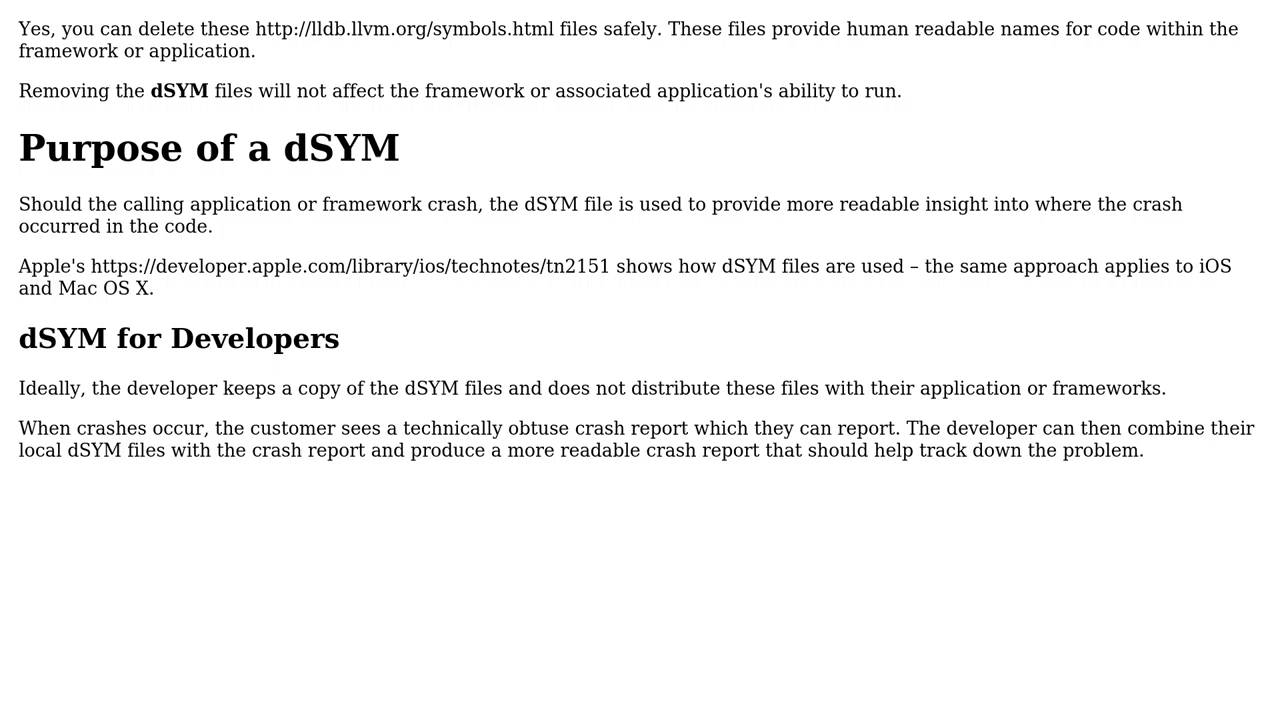 Yes, you can delete these http://lldb.llvm.org/symbols.html files safely. These files provide human readable names for code within the
framework or application.
Removing the dSYM files will not affect the framework or associated application's ability to run.
Purpose of a dSYM
Should the calling application or framework crash, the dSYM file is used to provide more readable insight into where the crash
occurred in the code.
Apple's https://developer.apple.com/library/ios/technotes/tn2151 shows how dSYM files are used – the same approach applies to iOS
and Mac OS X.
dSYM for Developers
Ideally, the developer keeps a copy of the dSYM files and does not distribute these files with their application or frameworks.
When crashes occur, the customer sees a technically obtuse crash report which they can report. The developer can then combine their
local dSYM files with the crash report and produce a more readable crash report that should help track down the problem.